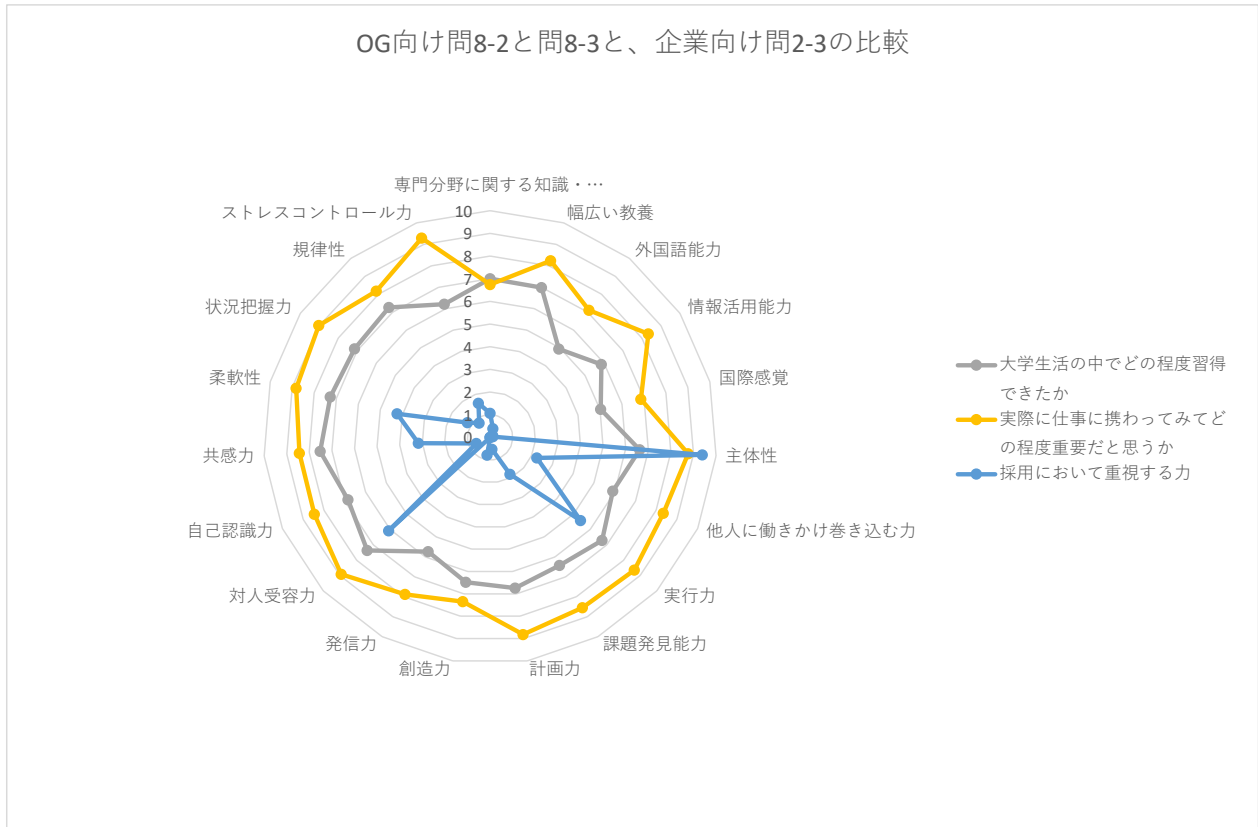 OG向け問8-2と問8-3と、企業向け問2-3の比較
専門分野に関する知識・…
幅広い教養
外国語能力
情報活用能力
国際感覚
主体性
他人に働きかけ巻き込む力
実行力
課題発見能力
計画力
創造力
発信力
対人受容力
自己認識力
共感力
柔軟性
状況把握力
規律性
ストレスコントロール力
10
9
8
7
6
5
4
3
2
1
0
大学生活の中でどの程度習得
できたか
実際に仕事に携わってみてど
の程度重要だと思うか
採用において重視する力